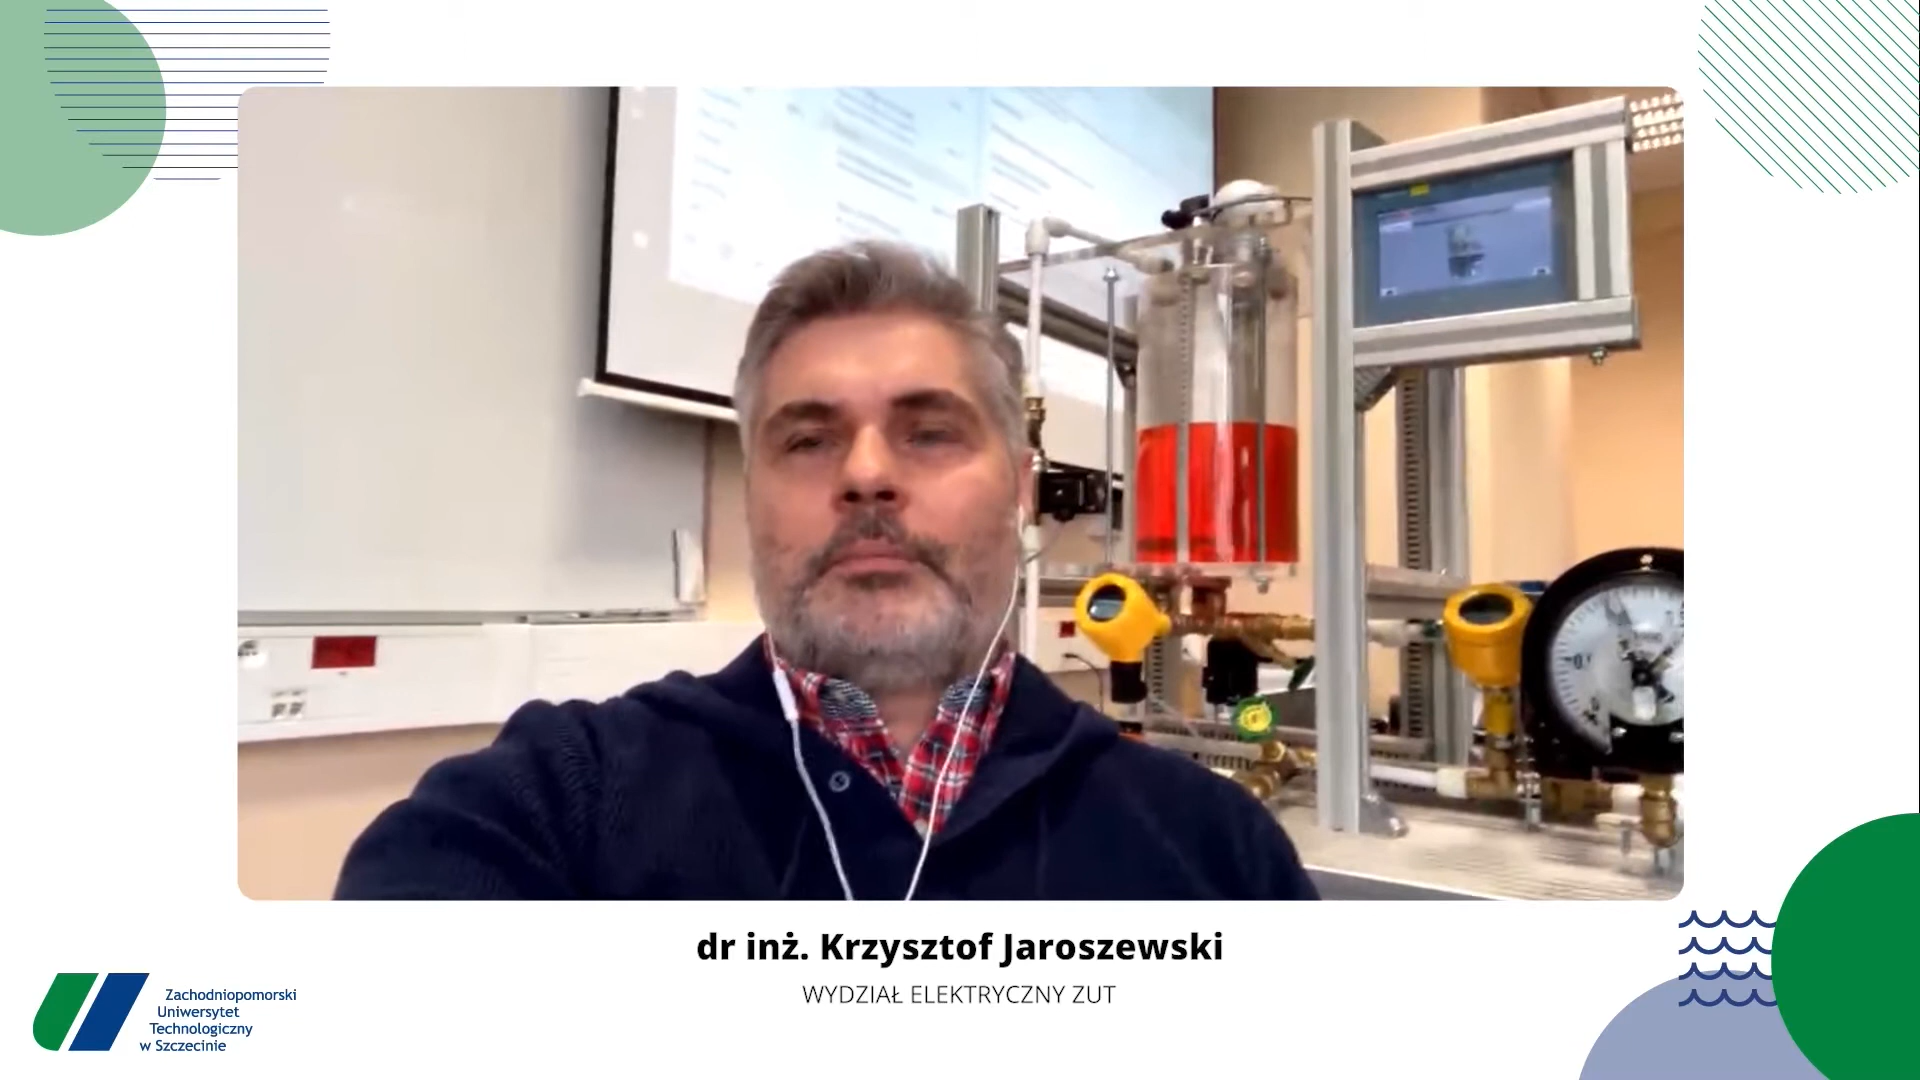 dr inż. Krzysztof Jaroszewski
WYDZIAŁ ELEKTRYCZNY ZUT
Zachodniopomorski
Uniwersytet
Technologiczny
w Szczecinie